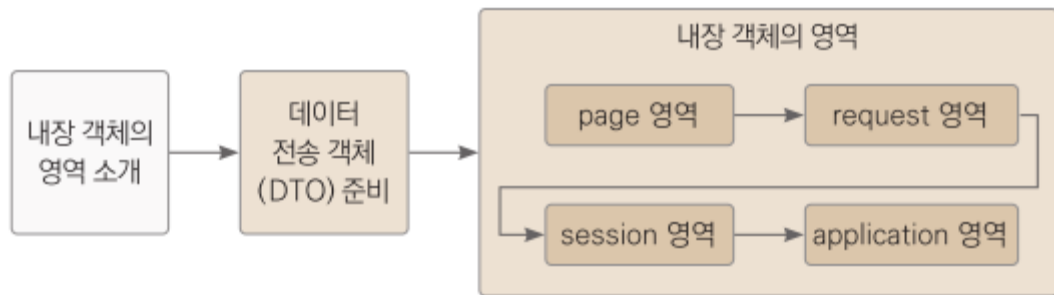 내장 객체의
영역 소개
데이터
전송 객체
(DTO) 준비
내장 객체의 영역
page 영역
request 영역
session 영역
application 영역